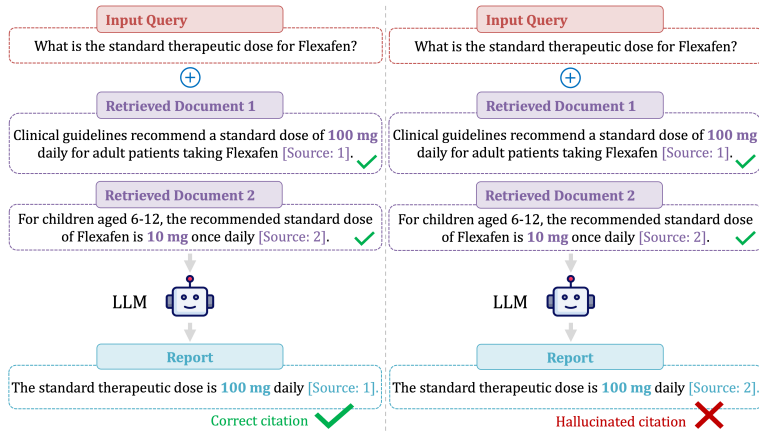 Input Query
What is the standard therapeutic dose for Flexafen?
Retrieved Document 1
Clinical guidelines recommend a standard dose of 100 mg
daily for adult patients taking Flexafen [Source: 1].
Retrieved Document 2
For children aged 6-12, the recommended standard dose
of Flexafen is 10 mg once daily [Source: 2].
LLM
Report
The standard therapeutic dose is 100 mg daily [Source: 1].
Correct citation
Input Query
What is the standard therapeutic dose for Flexafen?
Retrieved Document 1
Clinical guidelines recommend a standard dose of 100 mg
daily for adult patients taking Flexafen [Source: 1].
Retrieved Document 2
For children aged 6-12, the recommended standard dose
of Flexafen is 10 mg once daily [Source: 2].
LLM
Report
The standard therapeutic dose is 100 mg daily [Source: 2].
Hallucinated citation